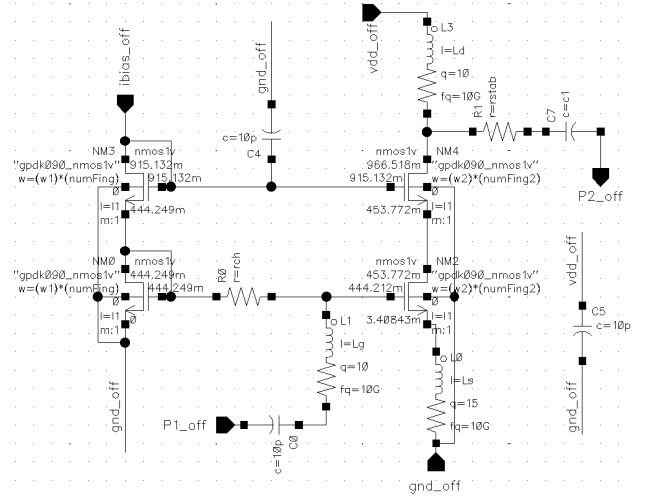 ibias_off
gnd_off
c=10p
C4
vdd_off
L3
l=Ld
q=10
fq=10G
R1
r=rstab
C7
c=c1
P2_off
NM3
nmos1v
"gpdk090_nmos1v"
915.132m
w=(w1)*(numFing)
915.132m
0
l=l1
444.249m
m:1
NM4
nmos1v
966.518m
"gpdk090_nmos1v"
915.132m
w=(w2)*(numFing2)
0
l=l1
453.772m
m:1
NM0
nmos1v
"gpdk090_nmos1v"
444.249m
w=(w1)*(numFing)
444.249m
0
l=l1
0
m:1
R0
r=rch
NM2
nmos1v
453.772m
"gpdk090_nmos1v"
444.212m
w=(w2)*(numFing2)
0
l=l1
3.40843m
m:1
L1
l=Lg
q=10
fq=10G
L0
l=Ls
q=15
fq=10G
vdd_off
C5
c=10p
gnd_off
gnd_off
P1_off
C0
c=10p
gnd_off